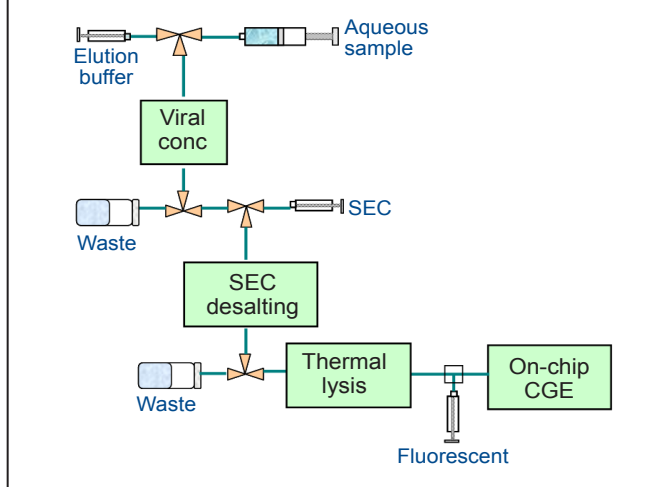 Elution
buffer
Aqueous
sample
Viral
conc
Waste
SEC
SEC
desalting
Waste
Thermal
lysis
On-chip
CGE
Fluorescent